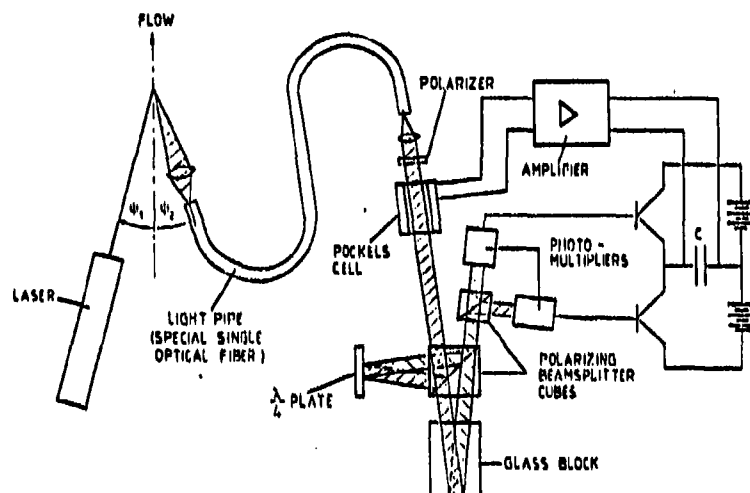 FLOW
POLARIZER
AMPLIFIER
ψ₁ ψ₂
POCKELS
CELL
PHOTO -
MULTIPLIERS
C
LASER
LIGHT PIPE
(SPECIAL SINGLE
OPTICAL FIBER)
λ/4 PLATE
POLARIZING
BEAMSPLITTER
CUBES
GLASS BLOCK